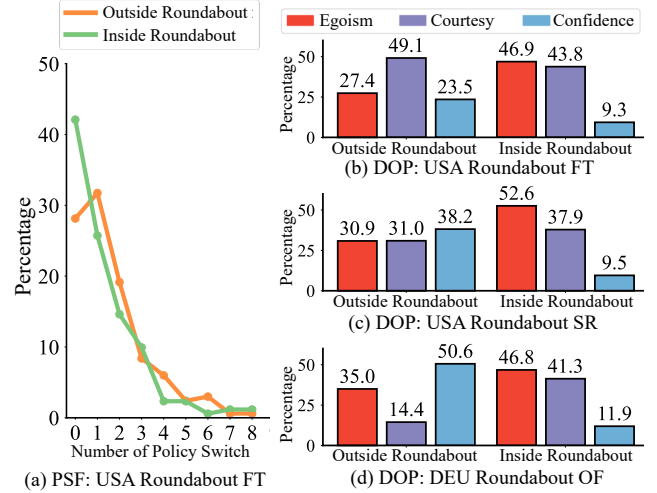 Outside Roundabout
Inside Roundabout
50
40
30
20
10
0
Percentage
0 1 2 3 4 5 6 7 8
Number of Policy Switch
(a) PSF: USA Roundabout FT
Egoism Courtesy Confidence
Percentage
50
25
0
27.4 49.1 23.5 46.9 43.8 9.3
Outside Roundabout Inside Roundabout
(b) DOP: USA Roundabout FT
Percentage
50
25
0
30.9 31.0 38.2 52.6 37.9 9.5
Outside Roundabout Inside Roundabout
(c) DOP: USA Roundabout SR
Percentage
50
25
0
35.0 14.4 50.6 46.8 41.3 11.9
Outside Roundabout Inside Roundabout
(d) DOP: DEU Roundabout OF